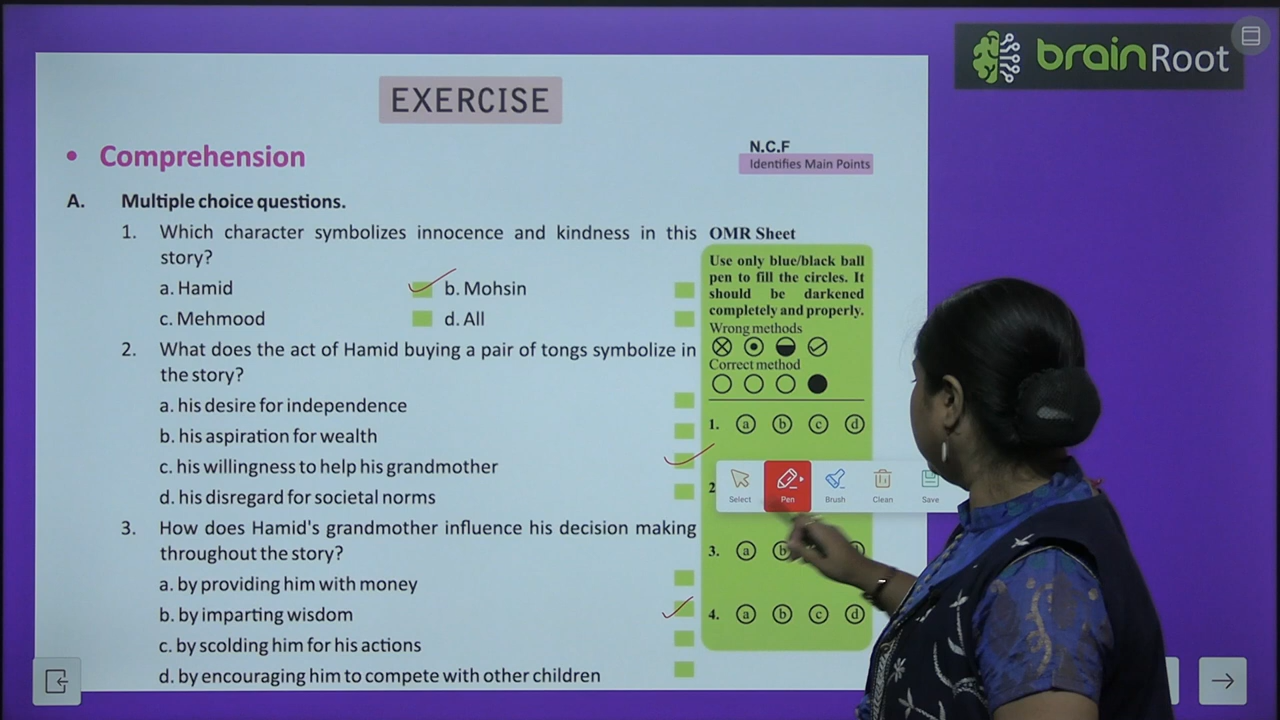 brainRoot
EXERCISE
• Comprehension
N.C.F
Identifies Main Points
A. Multiple choice questions.
1. Which character symbolizes innocence and kindness in this
story?
a. Hamid
b. Mohsin
c. Mehmood
d. All
2. What does the act of Hamid buying a pair of tongs symbolize in
the story?
a. his desire for independence
b. his aspiration for wealth
c. his willingness to help his grandmother
d. his disregard for societal norms
3. How does Hamid's grandmother influence his decision making
throughout the story?
a. by providing him with money
b. by imparting wisdom
c. by scolding him for his actions
d. by encouraging him to compete with other children
OMR Sheet
Use only blue/black ball
pen to fill the circles. It
should be darkened
completely and properly.
Wrong methods
Correct method
1. a b c d
2
Select Pen Brush Clean Save
3. a b
4. a b c d